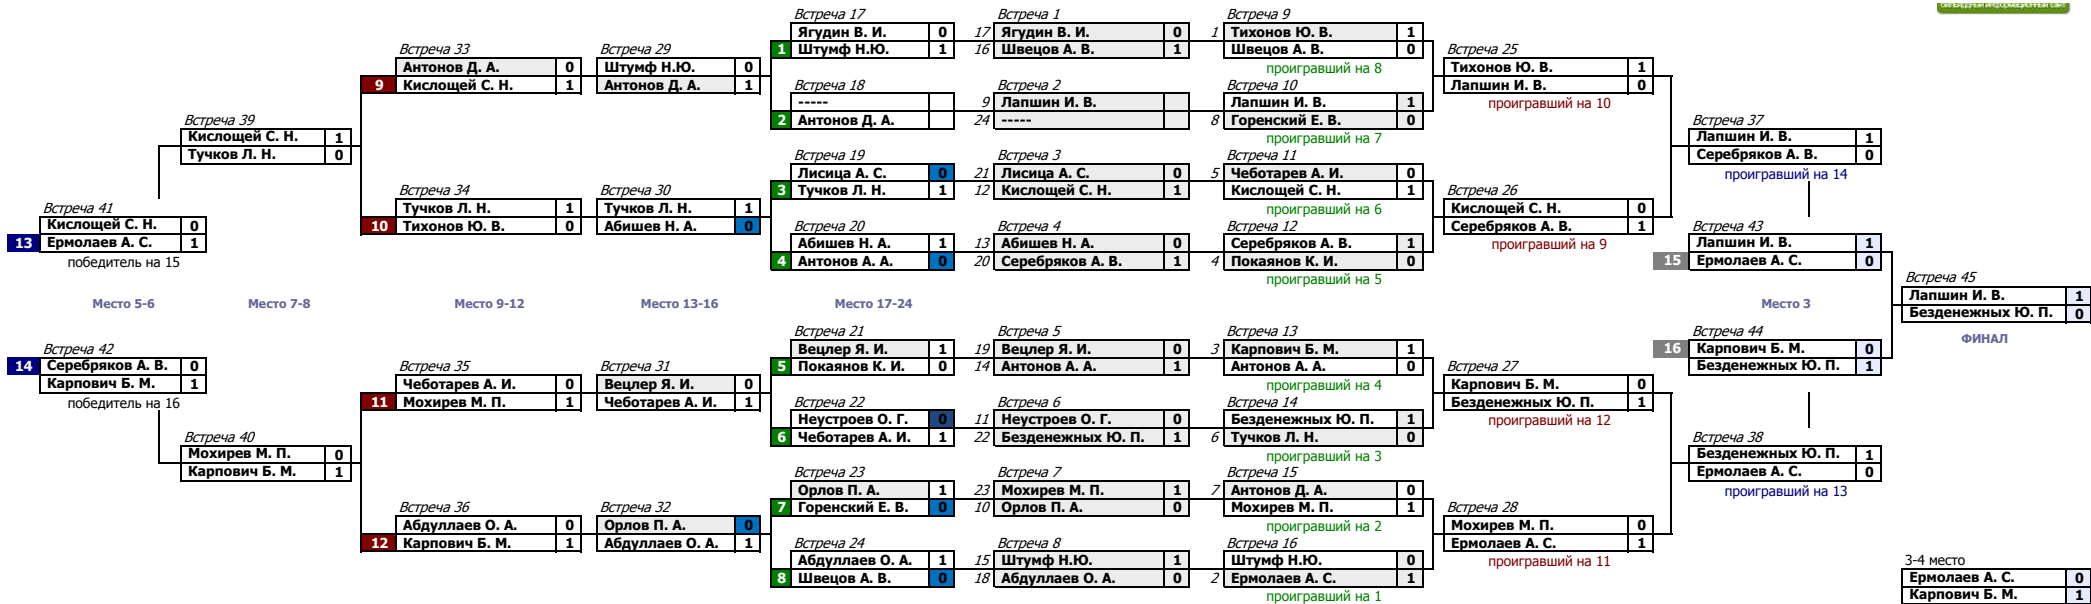 бильярдный информационный сайт
Встреча 41
Кислощей С. Н. 0
13 Ермолаев А. С. 1
победитель на 15
Место 5-6
Встреча 42
14 Серебряков А. В. 0
Карпович Б. М. 1
победитель на 16
Встреча 39
Кислощей С. Н. 1
Тучков Л. Н. 0
Место 7-8
Встреча 40
Мохирев М. П. 0
Карпович Б. М. 1
Встреча 33
Антонов Д. А. 0
9 Кислощей С. Н. 1
Встреча 34
Тучков Л. Н. 1
10 Тихонов Ю. В. 0
Место 9-12
Встреча 35
Чеботарев А. И. 0
11 Мохирев М. П. 1
Встреча 36
Абдуллаев О. А. 0
12 Карпович Б. М. 1
Встреча 29
Штумф Н.Ю. 0
Антонов Д. А. 1
Встреча 30
Тучков Л. Н. 1
Абишев Н. А. 0
Место 13-16
Встреча 31
Вецлер Я. И. 0
Чеботарев А. И. 1
Встреча 32
Орлов П. А. 0
Абдуллаев О. А. 1
Встреча 17
Ягудин В. И. 0
1 Штумф Н.Ю. 1
Встреча 18
-----
2 Антонов Д. А.
Встреча 19
Лисица А. С. 0
3 Тучков Л. Н. 1
Встреча 20
Абишев Н. А. 1
4 Антонов А. А. 0
Место 17-24
Встреча 21
Вецлер Я. И. 1
5 Покаянов К. И. 0
Встреча 22
Неустроев О. Г. 0
6 Чеботарев А. И. 1
Встреча 23
Орлов П. А. 1
7 Горенский Е. В. 0
Встреча 24
Абдуллаев О. А. 1
8 Швецов А. В. 0
Встреча 1
17 Ягудин В. И. 0
16 Швецов А. В. 1
Встреча 2
9 Лапшин И. В.
24 -----
Встреча 3
21 Лисица А. С. 0
12 Кислощей С. Н. 1
Встреча 4
13 Абишев Н. А. 0
20 Серебряков А. В. 1
Встреча 5
19 Вецлер Я. И. 0
14 Антонов А. А. 1
Встреча 6
11 Неустроев О. Г. 0
22 Безденежных Ю. П. 1
Встреча 7
23 Мохирев М. П. 1
10 Орлов П. А. 0
Встреча 8
15 Штумф Н.Ю. 1
18 Абдуллаев О. А. 0
Встреча 9
1 Тихонов Ю. В. 1
Швецов А. В. 0
проигравший на 8
Встреча 10
Лапшин И. В. 1
8 Горенский Е. В. 0
проигравший на 7
Встреча 11
5 Чеботарев А. И. 0
Кислощей С. Н. 1
проигравший на 6
Встреча 12
Серебряков А. В. 1
4 Покаянов К. И. 0
проигравший на 5
Встреча 13
3 Карпович Б. М. 1
Антонов А. А. 0
проигравший на 4
Встреча 14
Безденежных Ю. П. 1
6 Тучков Л. Н. 0
проигравший на 3
Встреча 15
7 Антонов Д. А. 0
Мохирев М. П. 1
проигравший на 2
Встреча 16
Штумф Н.Ю. 0
2 Ермолаев А. С. 1
проигравший на 1
Встреча 25
Тихонов Ю. В. 1
Лапшин И. В. 0
проигравший на 10
Встреча 26
Кислощей С. Н. 0
Серебряков А. В. 1
проигравший на 9
Встреча 27
Карпович Б. М. 0
Безденежных Ю. П. 1
проигравший на 12
Встреча 28
Мохирев М. П. 0
Ермолаев А. С. 1
проигравший на 11
Встреча 37
Лапшин И. В. 1
Серебряков А. В. 0
проигравший на 14
Встреча 43
Лапшин И. В. 1
15 Ермолаев А. С. 0
Место 3
Встреча 44
16 Карпович Б. М. 0
Безденежных Ю. П. 1
Встреча 38
Безденежных Ю. П. 1
Ермолаев А. С. 0
проигравший на 13
Встреча 45
Лапшин И. В. 1
Безденежных Ю. П. 0
ФИНАЛ
3-4 место
Ермолаев А. С. 0
Карпович Б. М. 1